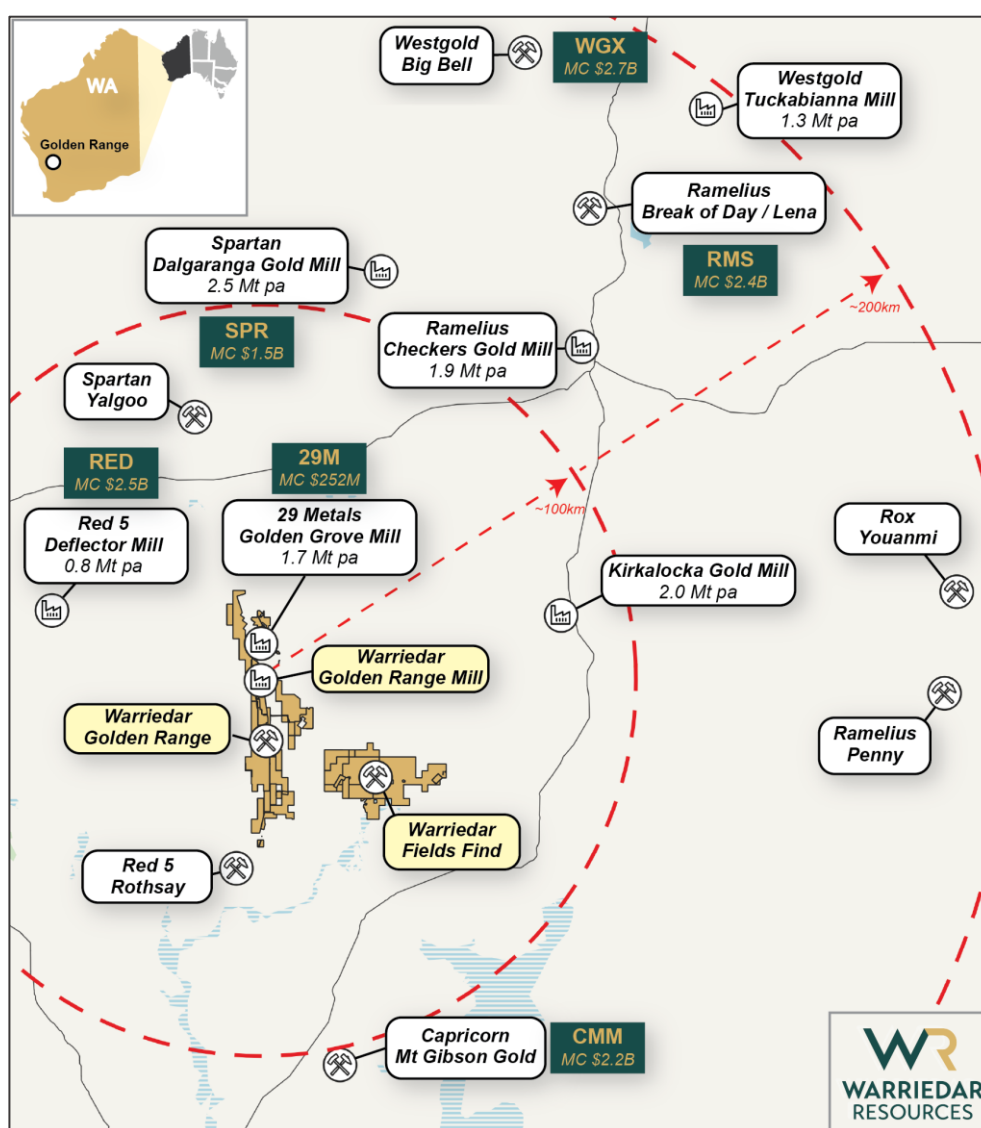 WA
Golden Range
Westgold
Big Bell
WGX
MC $2.7B
Westgold
Tuckabianna Mill
1.3 Mt pa
Ramelius
Break of Day / Lena
RMS
MC $2.4B
Spartan
Dalgaranga Gold Mill
2.5 Mt pa
SPR
MC $1.5B
Ramelius
Checkers Gold Mill
1.9 Mt pa
~200km
Spartan
Yalgoo
RED
MC $2.5B
29M
MC $252M
Red 5
Deflector Mill
0.8 Mt pa
29 Metals
Golden Grove Mill
1.7 Mt pa
~100km
Rox
Youanmi
Kirkalocka Gold Mill
2.0 Mt pa
Warriedar
Golden Range Mill
Warriedar
Golden Range
Ramelius
Penny
Warriedar
Fields Find
Red 5
Rothsay
Capricorn
Mt Gibson Gold
CMM
MC $2.2B
WR
WARRIEDAR
RESOURCES